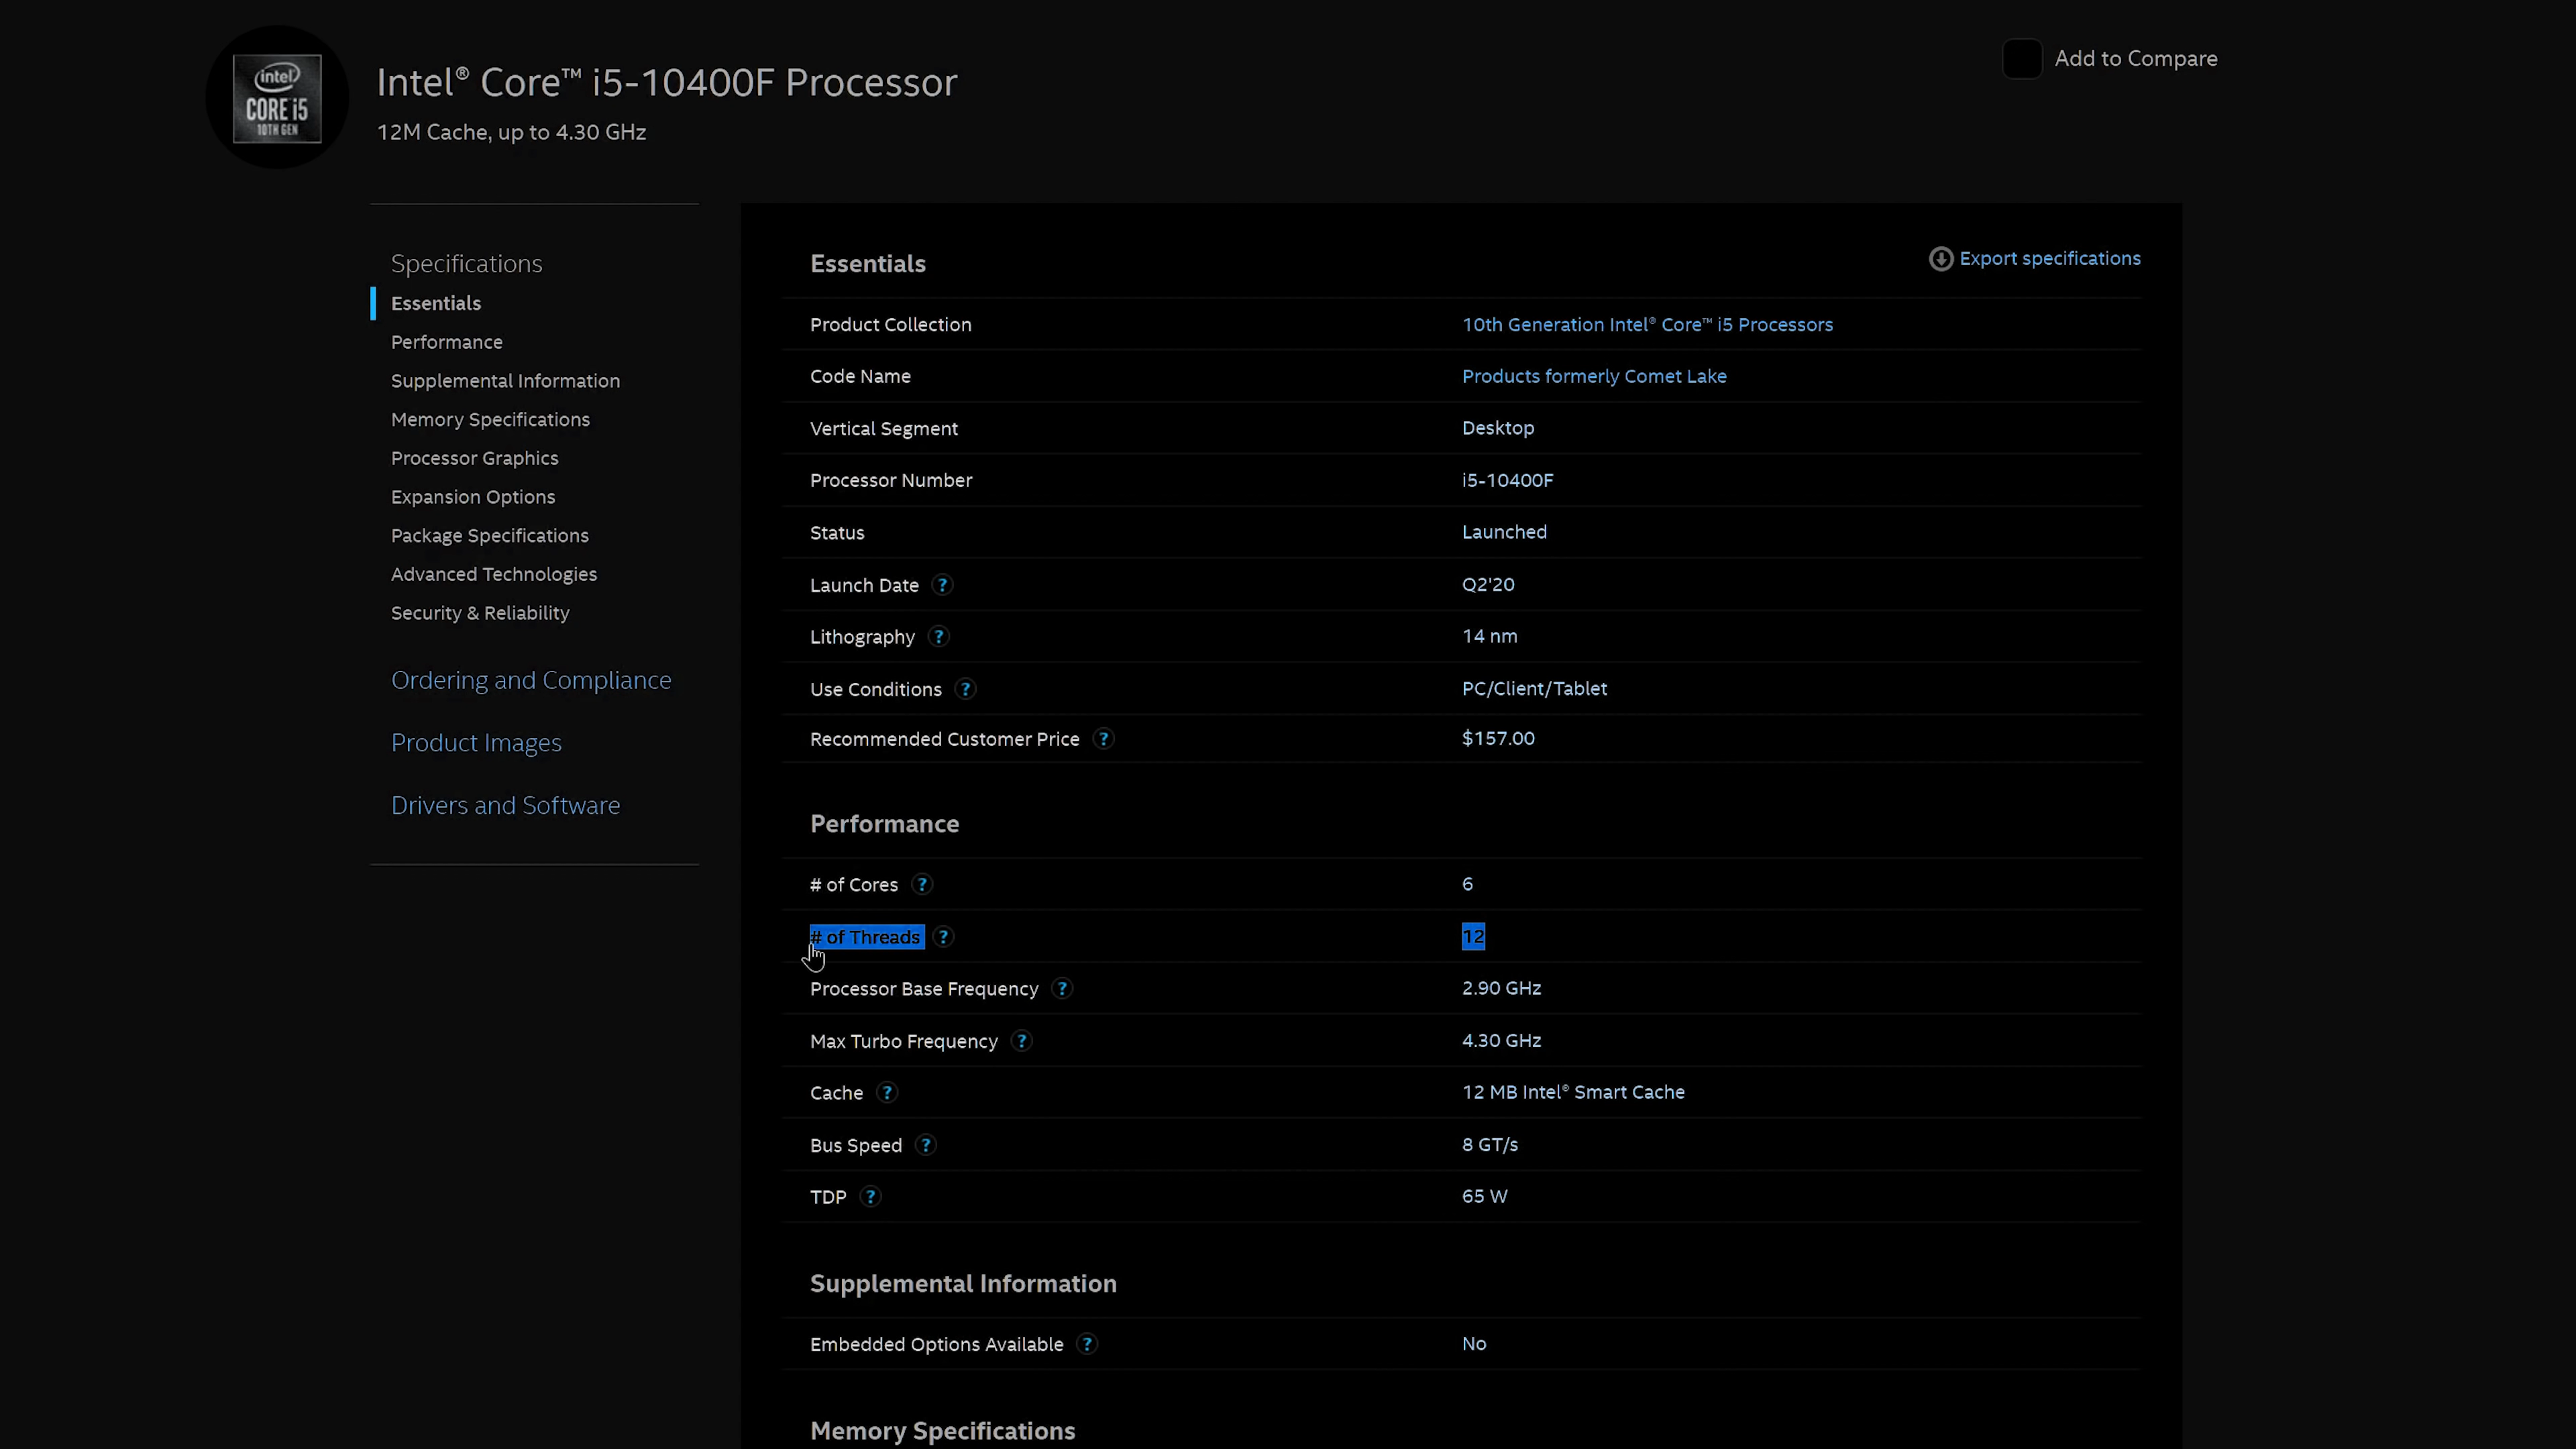 intel
CORE i5
10TH GEN
Intel® Core™ i5-10400F Processor
12M Cache, up to 4.30 GHz
Add to Compare
Specifications
Essentials
Performance
Supplemental Information
Memory Specifications
Processor Graphics
Expansion Options
Package Specifications
Advanced Technologies
Security & Reliability
Ordering and Compliance
Product Images
Drivers and Software
Essentials
Export specifications
Product Collection 10th Generation Intel® Core™ i5 Processors
Code Name Products formerly Comet Lake
Vertical Segment Desktop
Processor Number i5-10400F
Status Launched
Launch Date ? Q2'20
Lithography ? 14 nm
Use Conditions ? PC/Client/Tablet
Recommended Customer Price ? $157.00
Performance
# of Cores ? 6
# of Threads ? 12
Processor Base Frequency ? 2.90 GHz
Max Turbo Frequency ? 4.30 GHz
Cache ? 12 MB Intel® Smart Cache
Bus Speed ? 8 GT/s
TDP ? 65 W
Supplemental Information
Embedded Options Available ? No
Memory Specifications